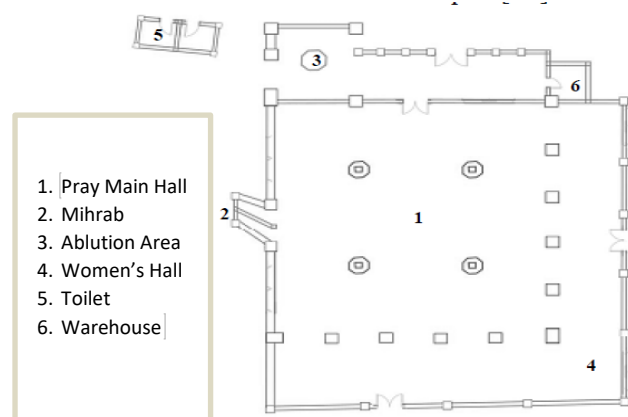 1. Pray Main Hall
2. Mihrab
3. Ablution Area
4. Women's Hall
5. Toilet
6. Warehouse
5
3
6
2
1
4